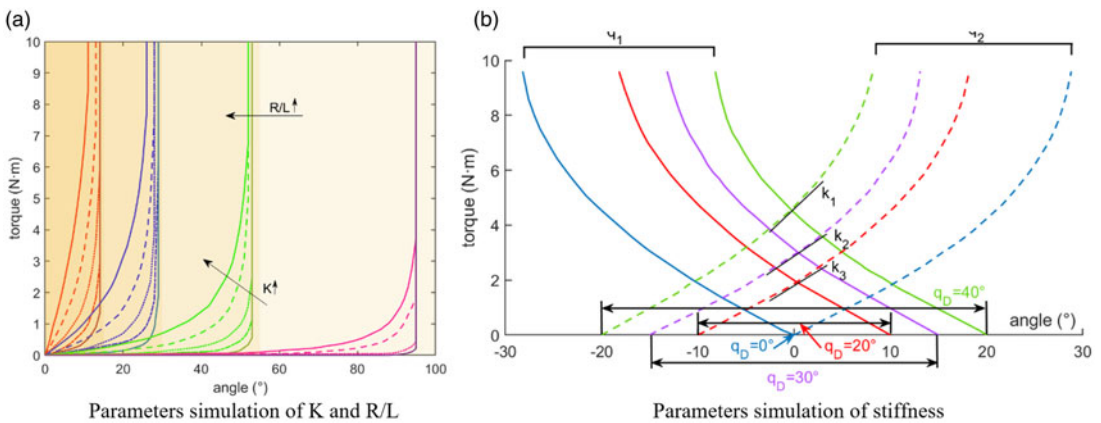 (a)
torque (N·m)
10
9
8
7
6
5
4
3
2
1
0
R/L↑
K↑
0 20 40 60 80 100
angle (°)
Parameters simulation of K and R/L
(b)
q1 q2
torque (N·m)
10
8
6
4
2
0
k1
k2
k3
qD=40°
angle (°)
-30 -20 -10 0 10 20 30
qD=0° qD=20°
qD=30°
Parameters simulation of stiffness